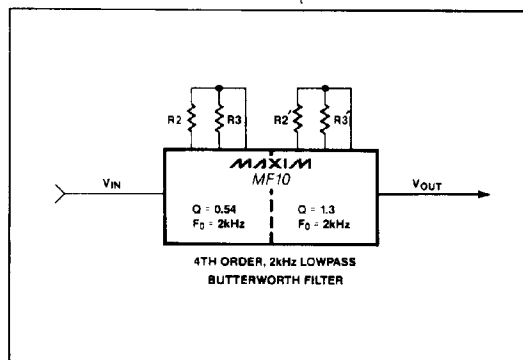 R2 R3 R2' R3'
MAXIM
MF10
VIN
VOUT
Q = 0.54 Q = 1.3
F0 = 2kHz F0 = 2kHz
4TH ORDER, 2kHz LOWPASS
BUTTERWORTH FILTER